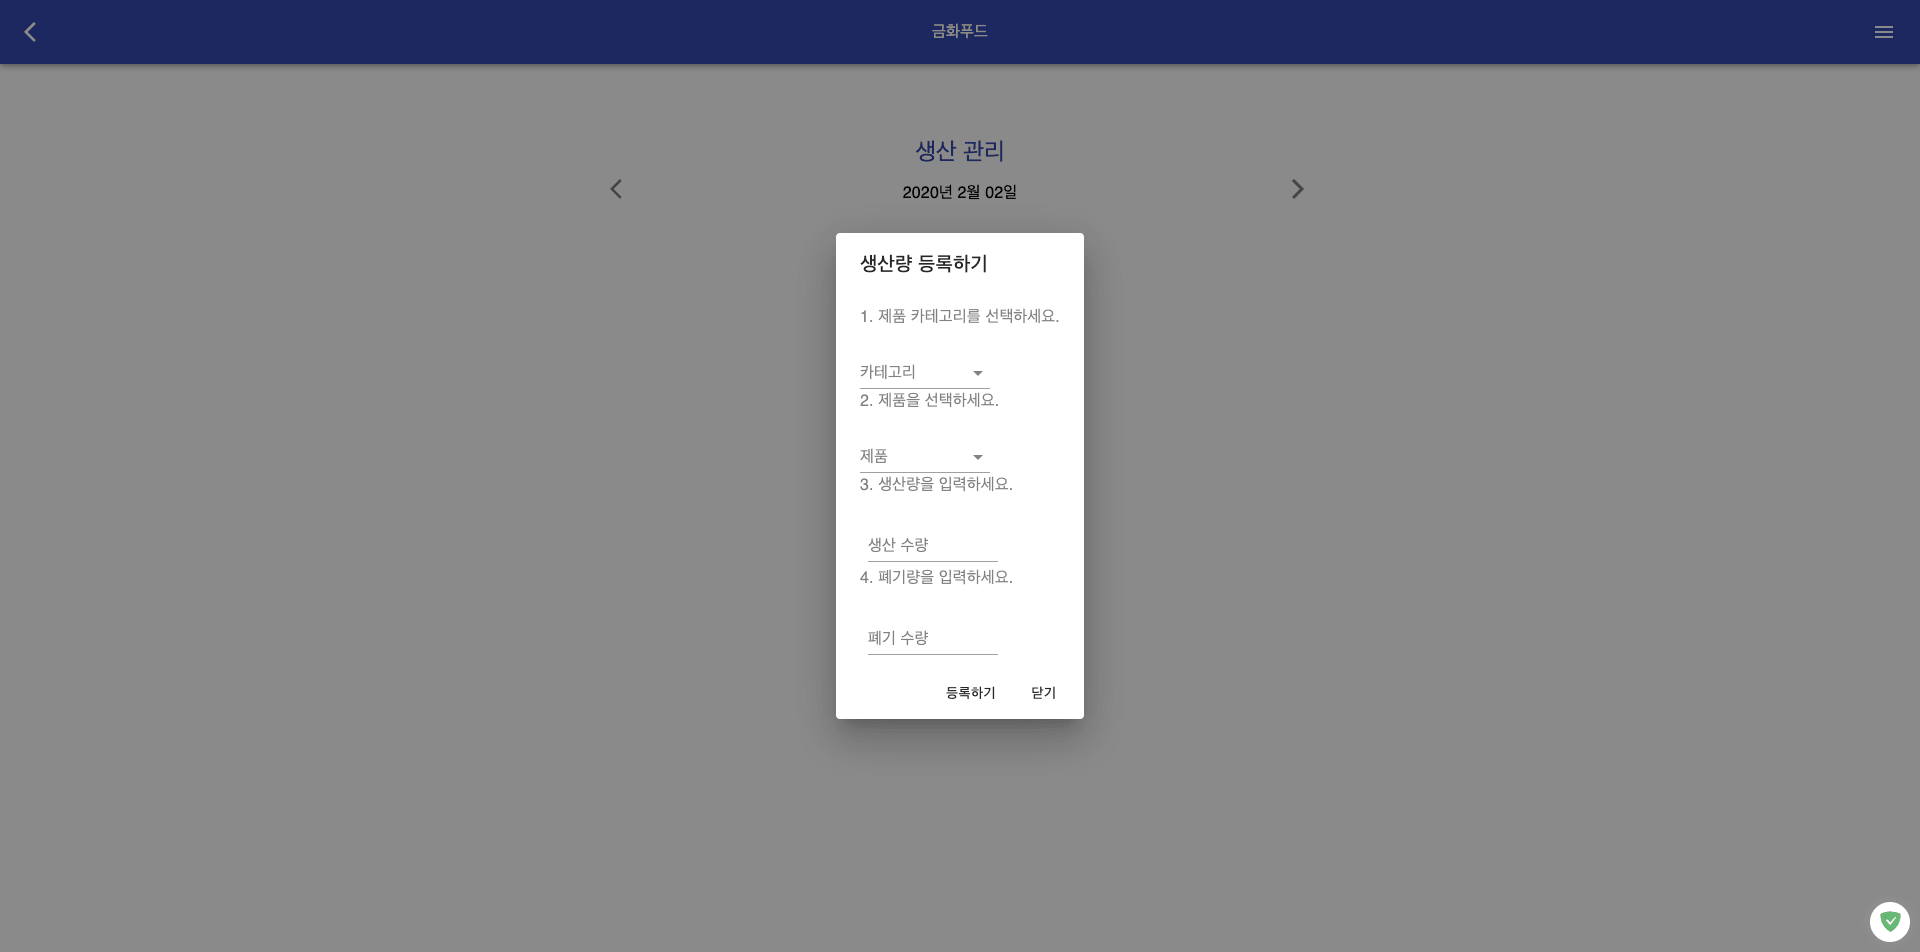 금화푸드
생산 관리
2020년 2월 02일
생산량 등록하기
1. 제품 카테고리를 선택하세요.
카테고리
2. 제품을 선택하세요.
제품
3. 생산량을 입력하세요.
생산 수량
4. 폐기량을 입력하세요.
폐기 수량
등록하기 닫기